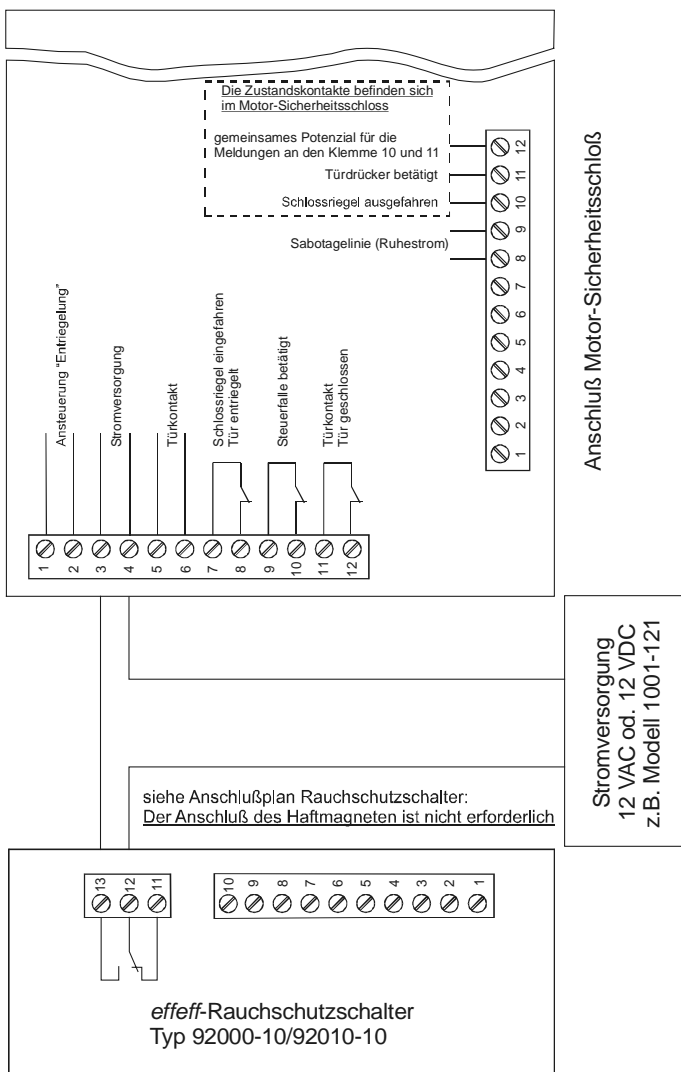 Die Zustandskontakte befinden sich
im Motor-Sicherheitsschloss
gemeinsames Potenzial für die
Meldungen an den Klemme 10 und 11
Türdrücker betätigt
Schlossriegel ausgefahren
Sabotagelinie (Ruhestrom)
12
11
10
9
8
7
6
5
4
3
2
1
Anschluß Motor-Sicherheitsschloß
Ansteuerung "Entriegelung"
Stromversorgung
Türkontakt
Schlossriegel eingefahren
Tür entriegelt
Steuerfalle betätigt
Türkontakt
Tür geschlossen
1 2 3 4 5 6 7 8 9 10 11 12
Stromversorgung
12 VAC od. 12 VDC
z.B. Modell 1001-121
siehe Anschlußplan Rauchschutzschalter:
Der Anschluß des Haftmagneten ist nicht erforderlich
13 12 11 10 9 8 7 6 5 4 3 2 1
effeff-Rauchschutzschalter
Typ 92000-10/92010-10